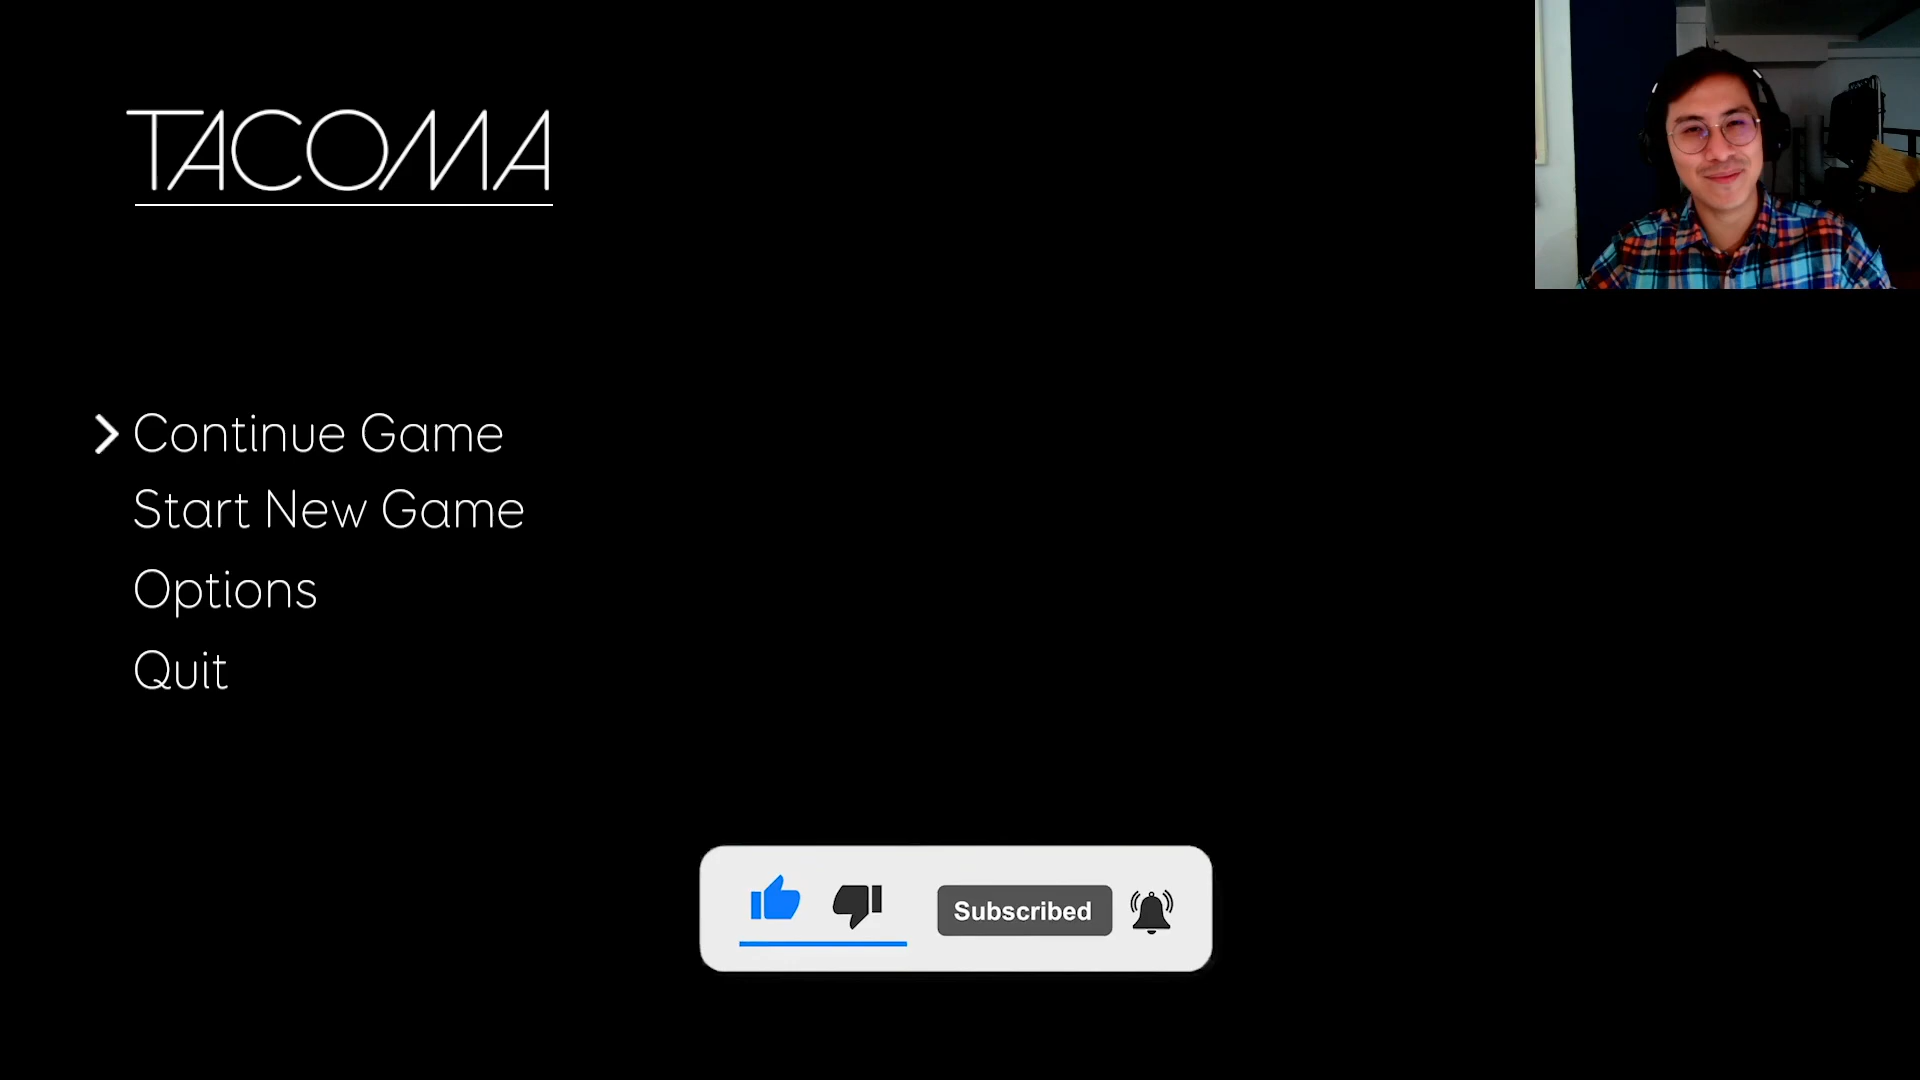 TACOMA
Continue Game
Start New Game
Options
Quit
Subscribed